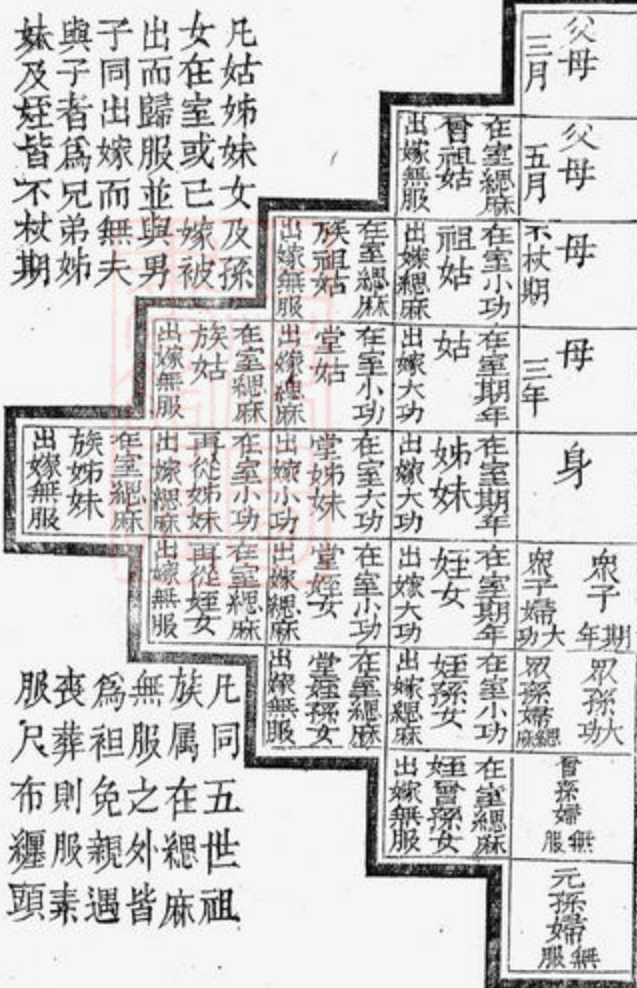 父母
三月
父母
五月
在室緦麻
曾祖姑
出嫁無服
母
不杖期
在室小功
祖姑
出嫁緦麻
在室緦麻
族祖姑
出嫁無服
母
三年
在室期年
姑
出嫁大功
在室小功
堂姑
出嫁緦麻
在室緦麻
族姑
出嫁無服
身
在室期年
姊妹
出嫁大功
在室大功
堂姊妹
出嫁小功
在室小功
再從姊妹
出嫁緦麻
在室緦麻
族姊妹
出嫁無服
衆子期年
衆子婦大功
在室期年
姪女
出嫁大功
在室小功
堂姪女
出嫁緦麻
在室緦麻
再從姪女
出嫁無服
衆孫大功
衆孫婦緦麻
在室小功
姪孫女
出嫁緦麻
在室緦麻
堂姪孫女
出嫁無服
曾孫婦無服
在室緦麻
姪曾孫女
出嫁無服
元孫婦無服
凡姑姊妹女及孫
女在室或己嫁被
出而歸服並與男
子同出嫁而無夫
與子者爲兄弟姊
妹及姪皆不杖期
凡同五世祖
族属在緦麻
無服之外皆
爲袒免親遇
喪葬則服素
服尺布纏頭